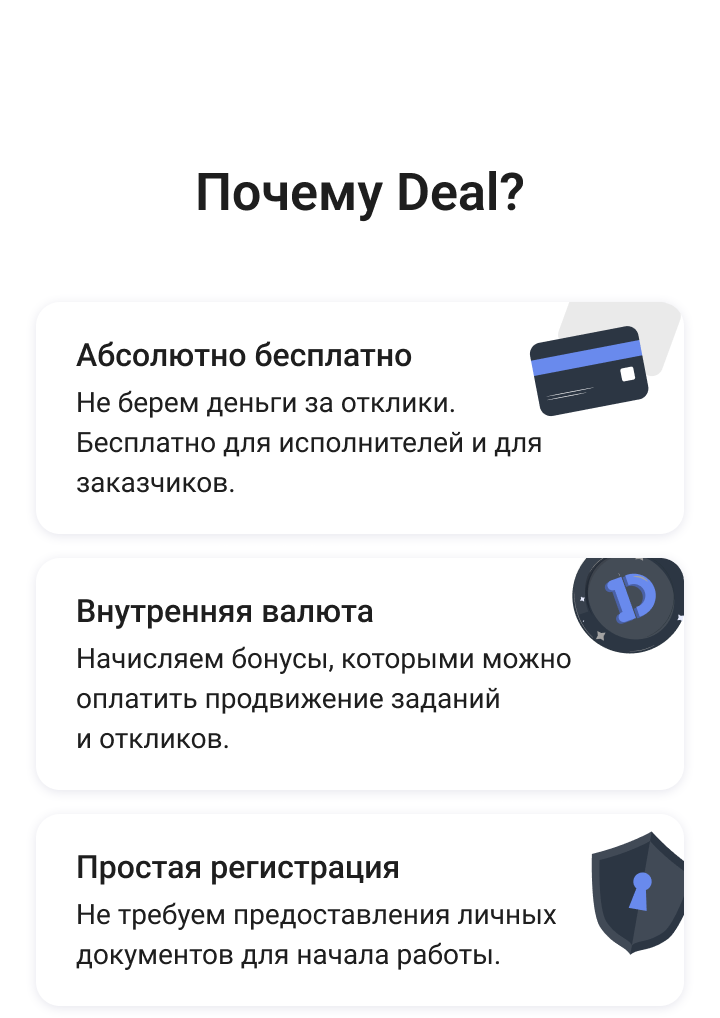 Почему Deal?
Абсолютно бесплатно
Не берем деньги за отклики.
Бесплатно для исполнителей и для
заказчиков.
Внутренняя валюта
Начисляем бонусы, которыми можно
оплатить продвижение заданий
и откликов.
Простая регистрация
Не требуем предоставления личных
документов для начала работы.